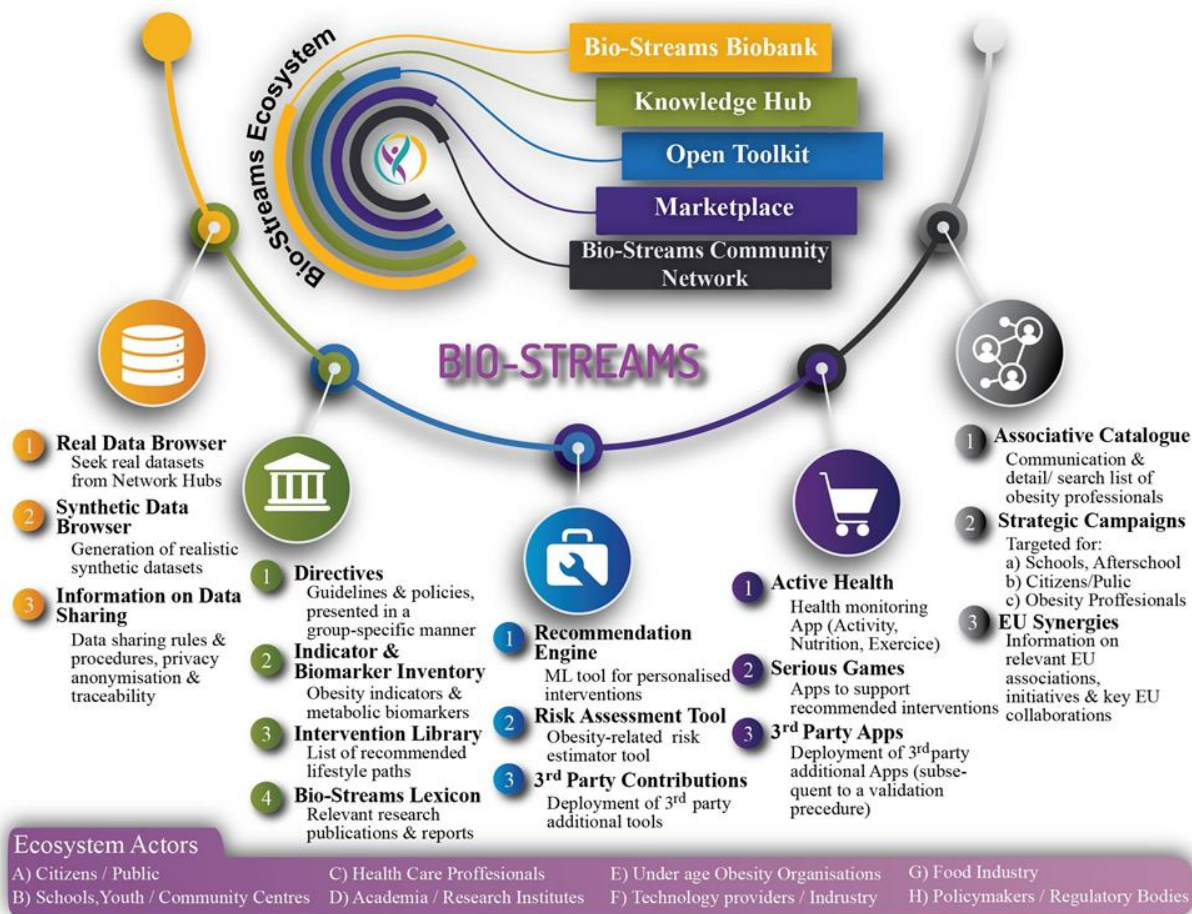 Bio-Streams Ecosystem
Bio-Streams Biobank
Knowledge Hub
Open Toolkit
Marketplace
Bio-Streams Community
Network
BIO-STREAMS
1 Real Data Browser
Seek real datasets
from Network Hubs
2 Synthetic Data
Browser
Generation of realistic
synthetic datasets
3 Information on Data
Sharing
Data sharing rules &
procedures, privacy
anonymisation &
traceability
1 Directives
Guidelines & policies,
presented in a
group-specific manner
2 Indicator &
Biomarker Inventory
Obesity indicators &
metabolic biomarkers
3 Intervention Library
List of recommended
lifestyle paths
4 Bio-Streams Lexicon
Relevant research
publications & reports
1 Recommendation
Engine
ML tool for personalised
interventions
2 Risk Assessment Tool
Obesity-related risk
estimator tool
3 3rd Party Contributions
Deployment of 3rd party
additional tools
1 Active Health
Health monitoring
App (Activity,
Nutrition, Exercice)
2 Serious Games
Apps to support
recommended interventions
3 3rd Party Apps
Deployment of 3rd party
additional Apps (subse-
quent to a validation
procedure)
1 Associative Catalogue
Communication &
detail/ search list of
obesity professionals
2 Strategic Campaigns
Targeted for:
a) Schools, Afterschool
b) Citizens/Pulic
c) Obesity Proffesionals
3 EU Synergies
Information on
relevant EU
associations,
initiatives & key EU
collaborations
Ecosystem Actors
A) Citizens / Public
B) Schools,Youth / Community Centres
C) Health Care Proffesionals
D) Academia / Research Institutes
E) Under age Obesity Organisations
F) Technology providers / Indrustry
G) Food Industry
H) Policymakers / Regulatory Bodies